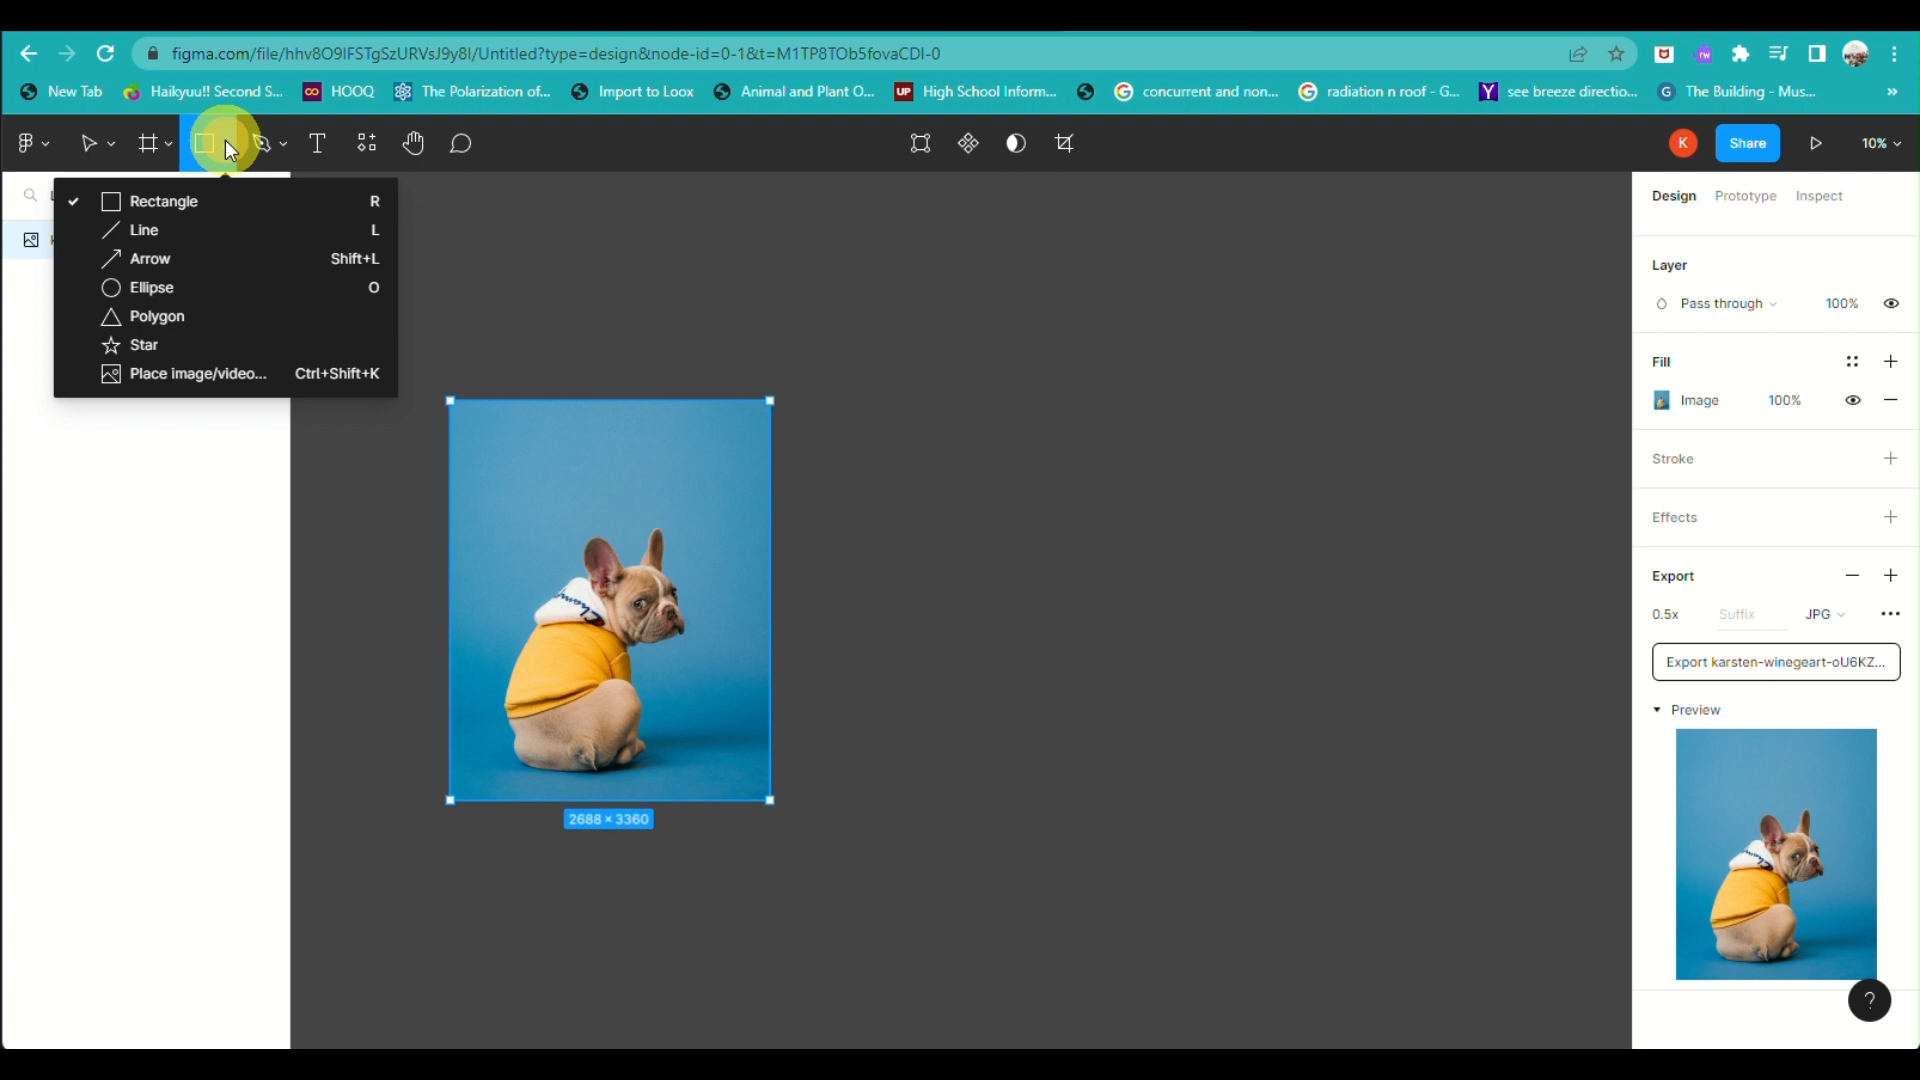 figma.com/file/hhv8O9IFSTgSzURVsJ9y8l/Untitled?type=design&node-id=0-1&t=M1TP8TOb5fovaCDI-0
New Tab Haikyuu!! Second S... HOOQ The Polarization of... Import to Loox Animal and Plant O... UP High School Inform... concurrent and non... radiation n roof - G... Y see breeze directio... The Building - Mus... »
K Share 10%
Rectangle R
Line L
Arrow Shift+L
Ellipse O
Polygon
Star
Place image/video... Ctrl+Shift+K
2688 × 3360
Design Prototype Inspect
Layer
Pass through 100%
Fill
Image 100%
Stroke
Effects
Export
0.5x Suffix JPG
Export karsten-winegeart-oU6KZ...
Preview
?